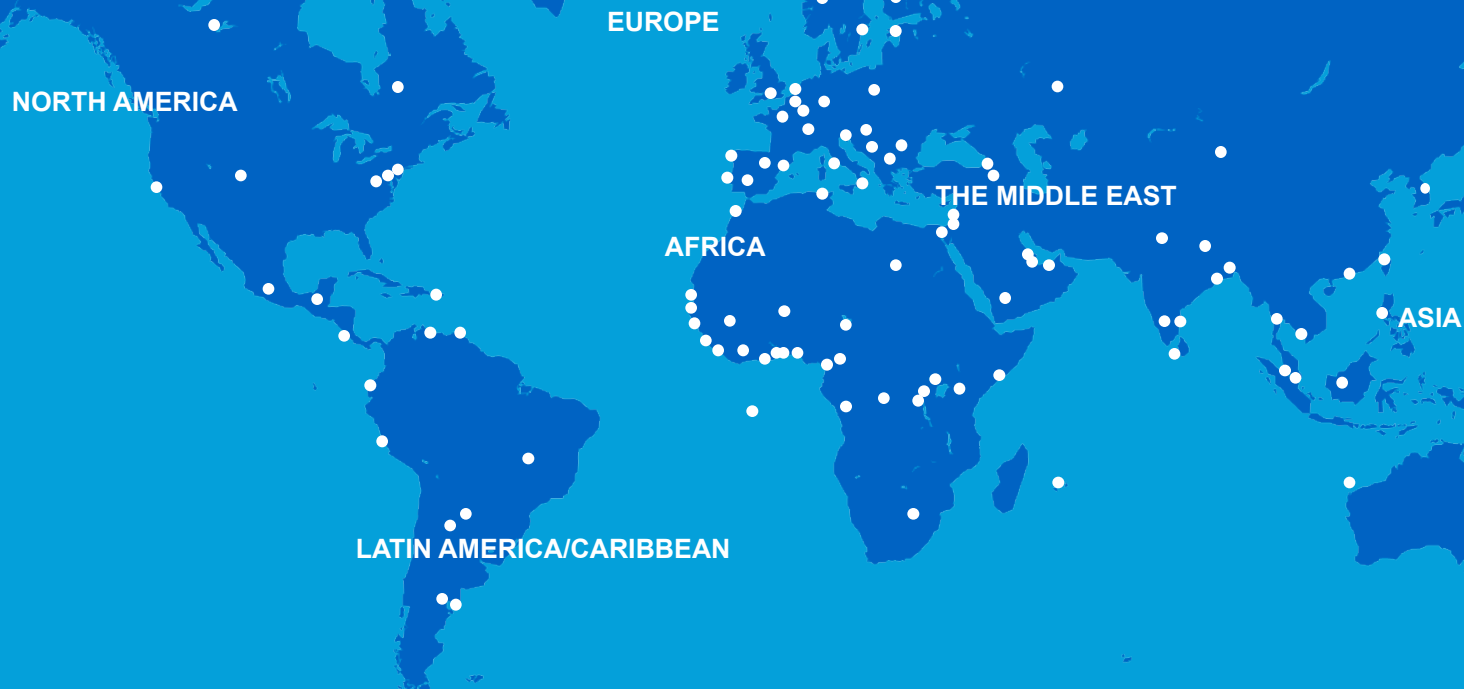 EUROPE
NORTH AMERICA
THE MIDDLE EAST
AFRICA
ASIA
LATIN AMERICA/CARIBBEAN